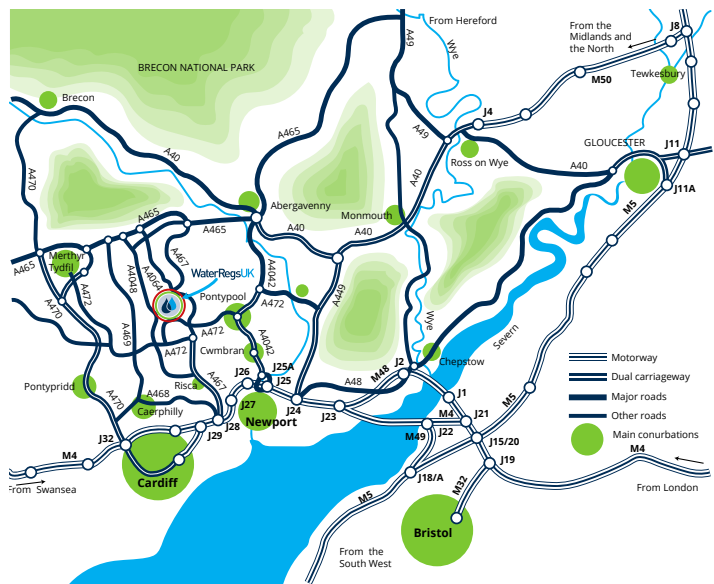 From Hereford
From the
Midlands and
the North
J8
A49
Wye
BRECON NATIONAL PARK
M50
Tewkesbury
Brecon
J4
A465
A49
GLOUCESTER
J11
A40
Ross on Wye
A40
A470
A40
J11A
Abergavenny
Monmouth
M5
A465
A465
A40
A40
A467
Merthyr
Tydfil
A465
A4064
A4048
WaterRegsUK
A4042
A472
Pontypool
A472
A449
A470
Wye
Severn
A469
A472
A4042
Cwmbran
A472
Chepstow
Motorway
Dual carriageway
Major roads
Other roads
Main conurbations
J26
J25A
J25
J2
M48
A48
Pontypridd
A468
Risca
A467
A470
Caerphilly
J27
J24
J23
J1
M5
Newport
M4
J21
J28
J29
J32
M49
J22
J15/20
M4
J19
M4
Cardiff
J18/A
M32
From Swansea
M5
From London
Bristol
From the
South West